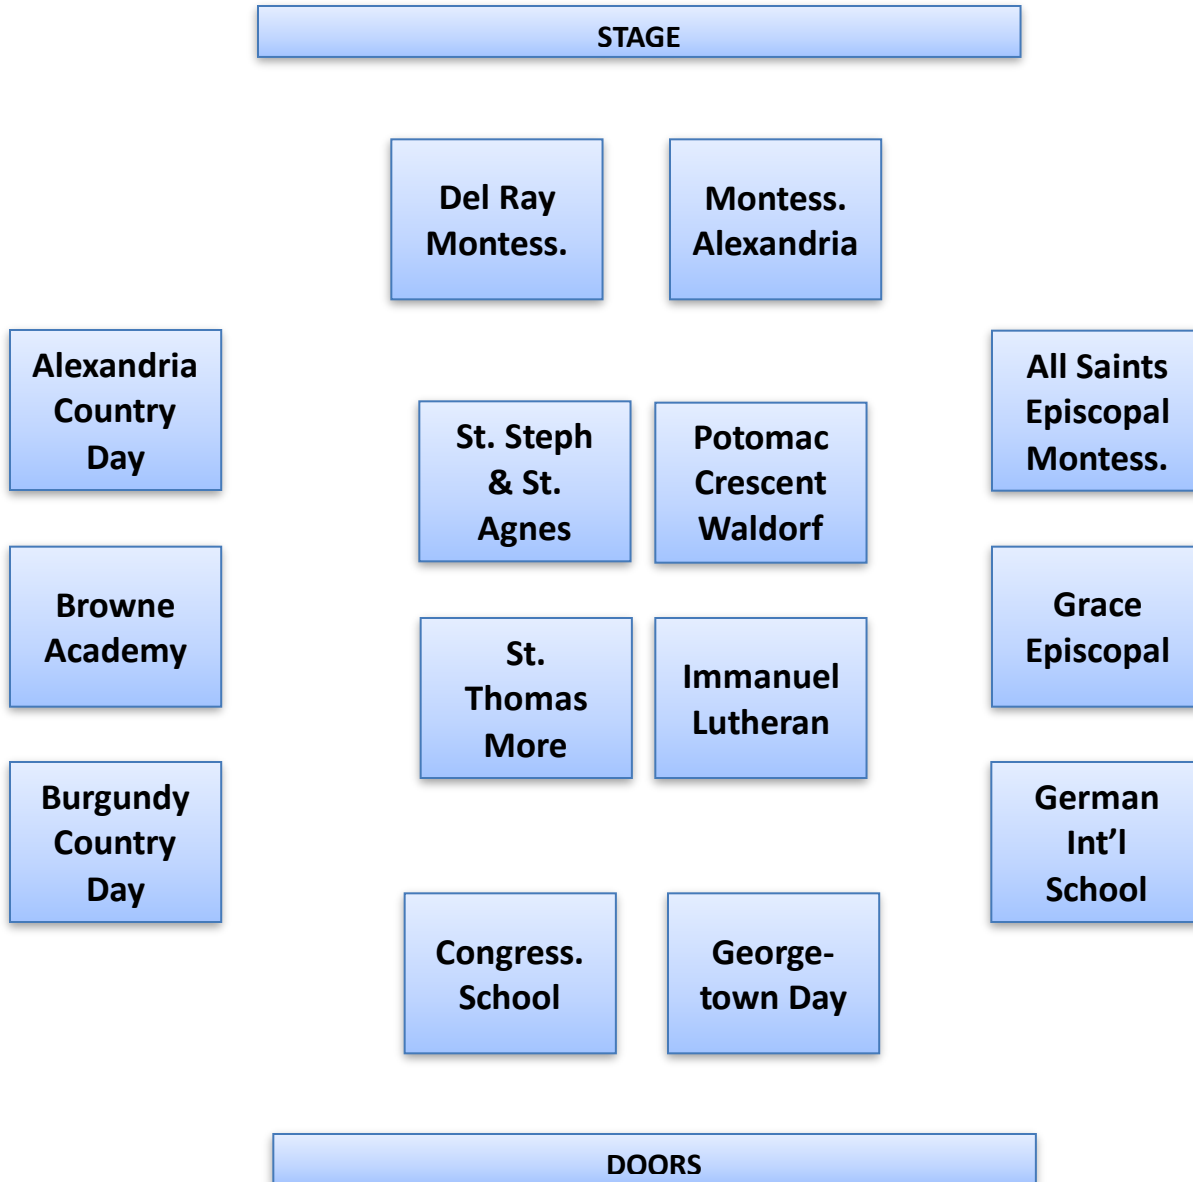 STAGE
Del Ray
Montess.
Montess.
Alexandria
Alexandria
Country
Day
St. Steph
& St.
Agnes
Potomac
Crescent
Waldorf
All Saints
Episcopal
Montess.
Browne
Academy
St.
Thomas
More
Immanuel
Lutheran
Grace
Episcopal
Burgundy
Country
Day
German
Int’l
School
Congress.
School
George-
town Day
DOORS